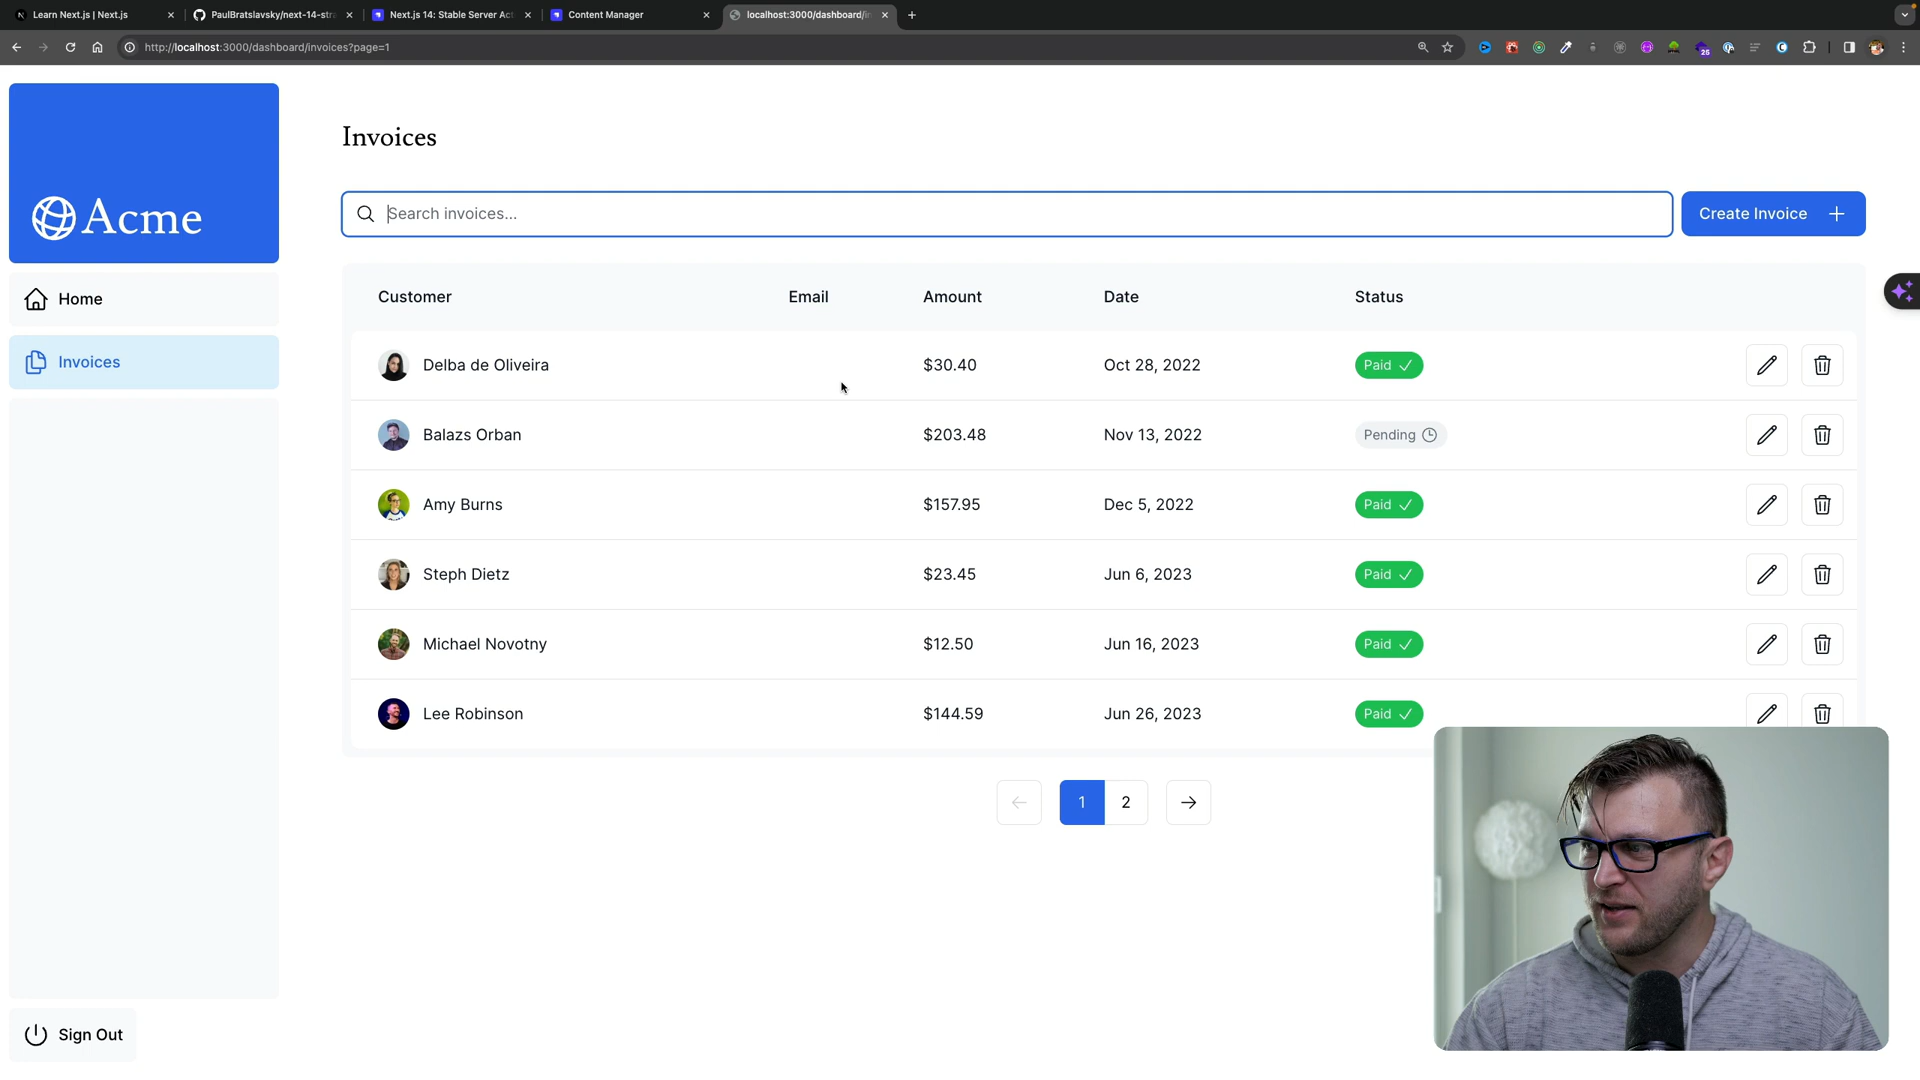 Learn Next.js | Next.js
PaulBratslavsky/next-14-stra
Next.js 14: Stable Server Act
Content Manager
localhost:3000/dashboard/in
http://localhost:3000/dashboard/invoices?page=1
25
Acme
Home
Invoices
Sign Out
Invoices
Search invoices...
Create Invoice
Customer Email Amount Date Status
Delba de Oliveira $30.40 Oct 28, 2022 Paid
Balazs Orban $203.48 Nov 13, 2022 Pending
Amy Burns $157.95 Dec 5, 2022 Paid
Steph Dietz $23.45 Jun 6, 2023 Paid
Michael Novotny $12.50 Jun 16, 2023 Paid
Lee Robinson $144.59 Jun 26, 2023 Paid
1 2